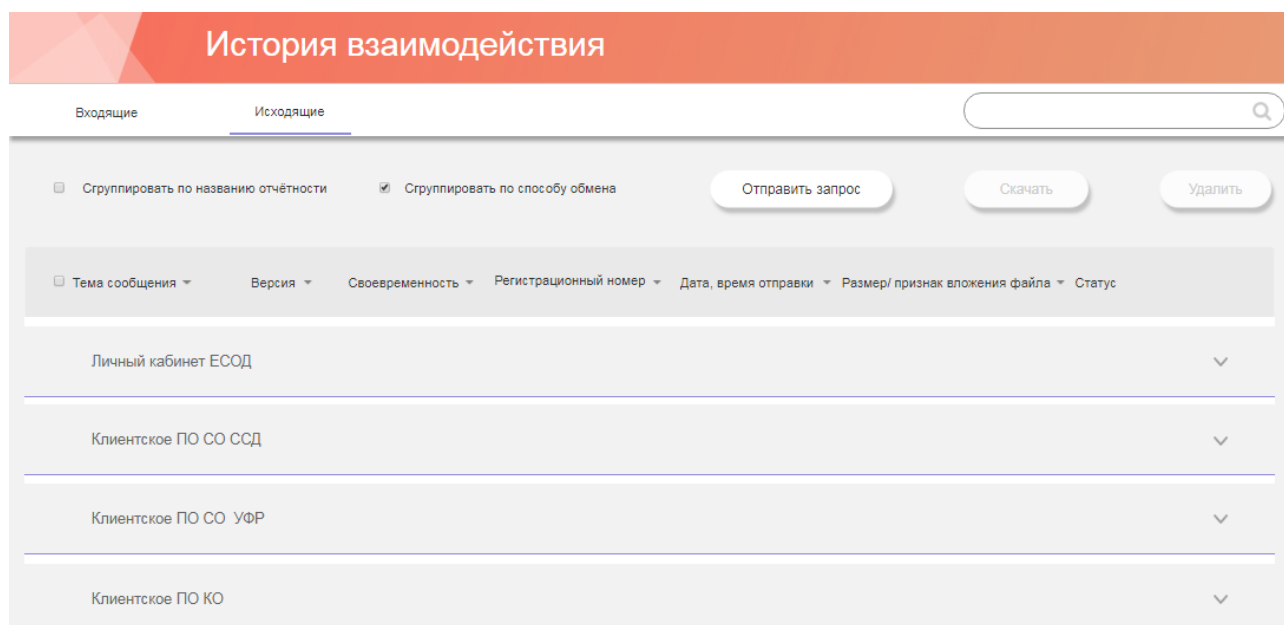 История взаимодействия
Входящие Исходящие
Сгруппировать по названию отчётности Сгруппировать по способу обмена Отправить запрос Скачать Удалить
Тема сообщения Версия Своевременность Регистрационный номер Дата, время отправки Размер/ признак вложения файла Статус
Личный кабинет ЕСОД
Клиентское ПО СО ССД
Клиентское ПО СО УФР
Клиентское ПО КО